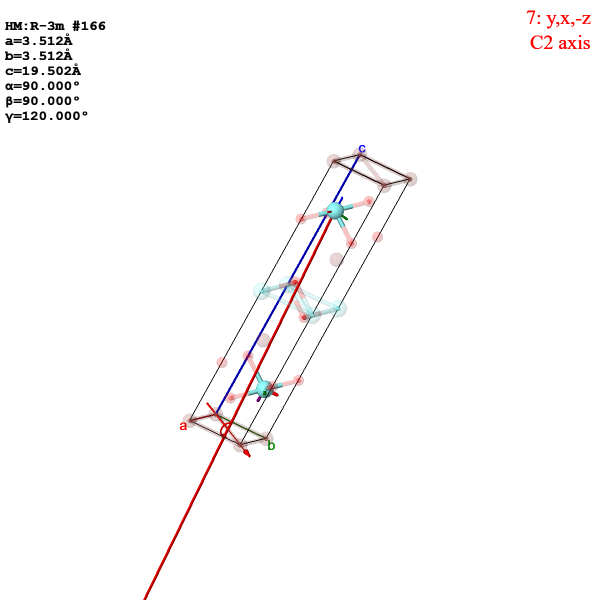 HM:R-3m #166
a=3.512Å
b=3.512Å
c=19.502Å
α=90.000°
β=90.000°
γ=120.000°
7: y,x,-z
C2 axis
c
a
b